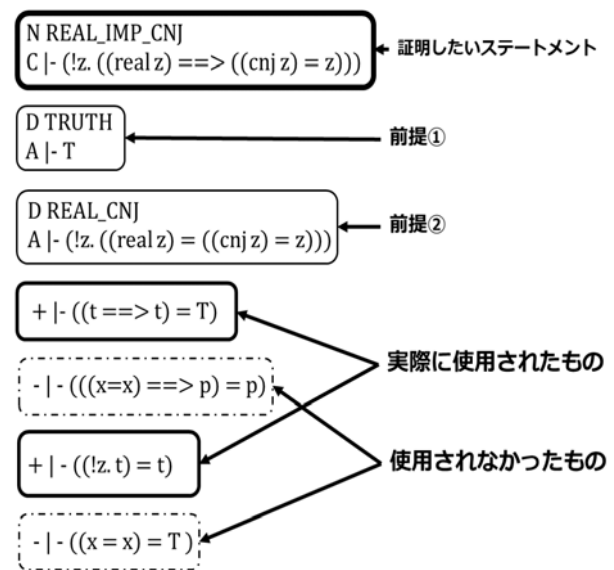 N REAL_IMP_CNJ
C |- (!z. ((real z) ==> ((cnj z) = z)))
証明したいステートメント
D TRUTH
A |- T
前提①
D REAL_CNJ
A |- (!z. ((real z) = ((cnj z) = z)))
前提②
+ |- ((t ==> t) = T)
実際に使用されたもの
- |- (((x=x) ==> p) = p)
+ |- ((!z. t) = t)
使用されなかったもの
- |- ((x = x) = T )